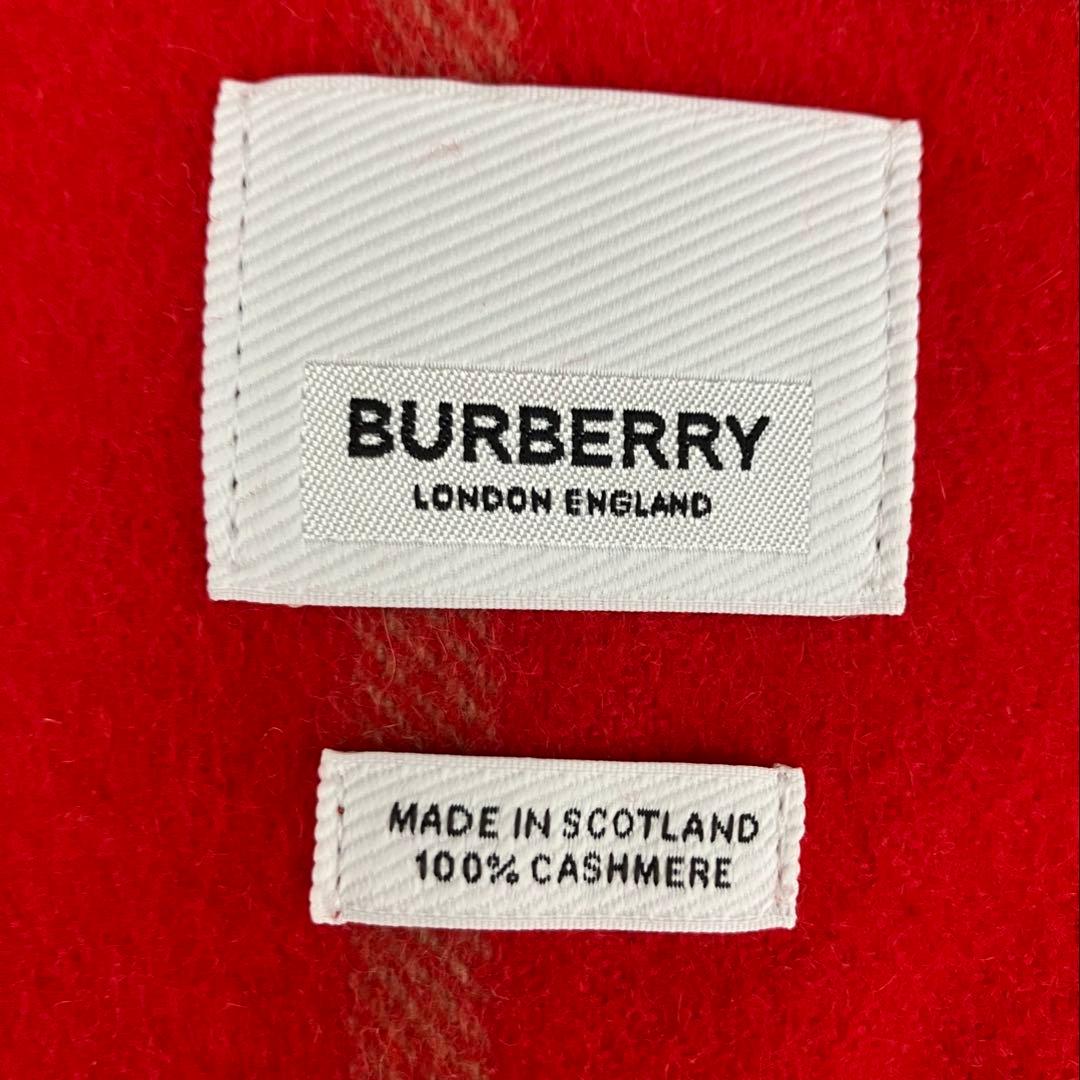 BURBERRY
LONDON ENGLAND
MADE IN SCOTLAND
100% CASHMERE